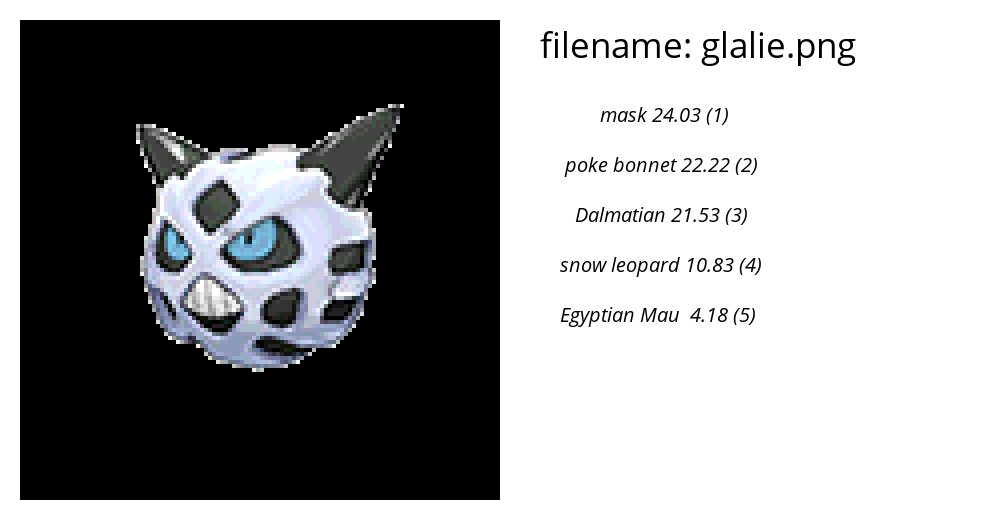 filename: glalie.png
mask 24.03 (1)
poke bonnet 22.22 (2)
Dalmatian 21.53 (3)
snow leopard 10.83 (4)
Egyptian Mau  4.18 (5)